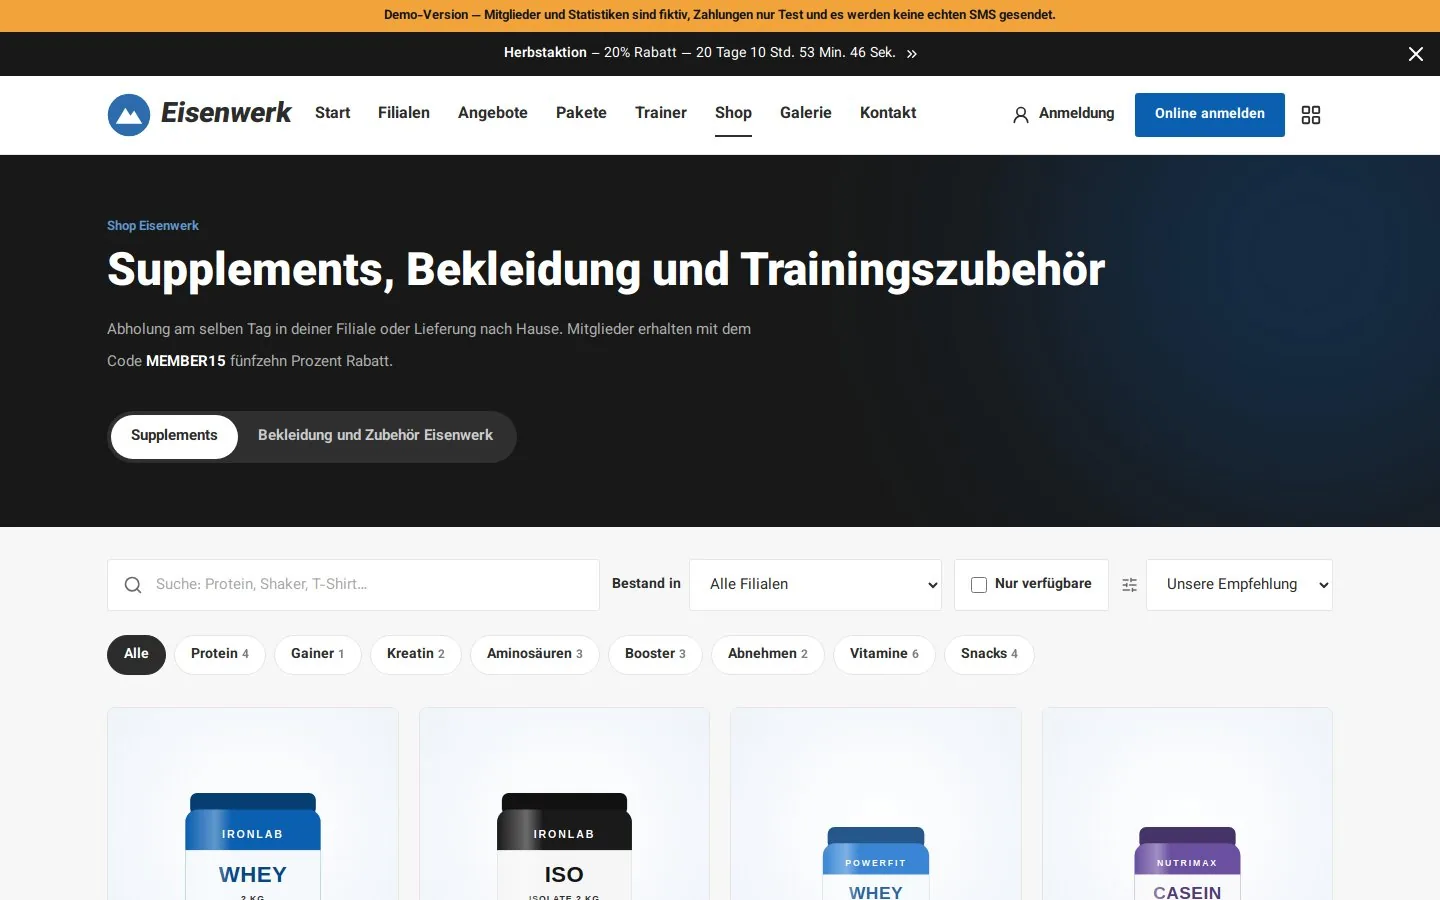 Demo-Version — Mitglieder und Statistiken sind fiktiv, Zahlungen nur Test und es werden keine echten SMS gesendet.
Herbstaktion – 20% Rabatt — 20 Tage 10 Std. 53 Min. 46 Sek. »
Eisenwerk Start Filialen Angebote Pakete Trainer Shop Galerie Kontakt Anmeldung Online anmelden
Shop Eisenwerk
Supplements, Bekleidung und Trainingszubehör
Abholung am selben Tag in deiner Filiale oder Lieferung nach Hause. Mitglieder erhalten mit dem
Code MEMBER15 fünfzehn Prozent Rabatt.
Supplements Bekleidung und Zubehör Eisenwerk
Suche: Protein, Shaker, T-Shirt... Bestand in Alle Filialen Nur verfügbare Unsere Empfehlung
Alle Protein 4 Gainer 1 Kreatin 2 Aminosäuren 3 Booster 3 Abnehmen 2 Vitamine 6 Snacks 4
IRONLAB
WHEY
2 KG
IRONLAB
ISO
ISOLATE 2 KG
POWERFIT
WHEY
NUTRIMAX
CASEIN